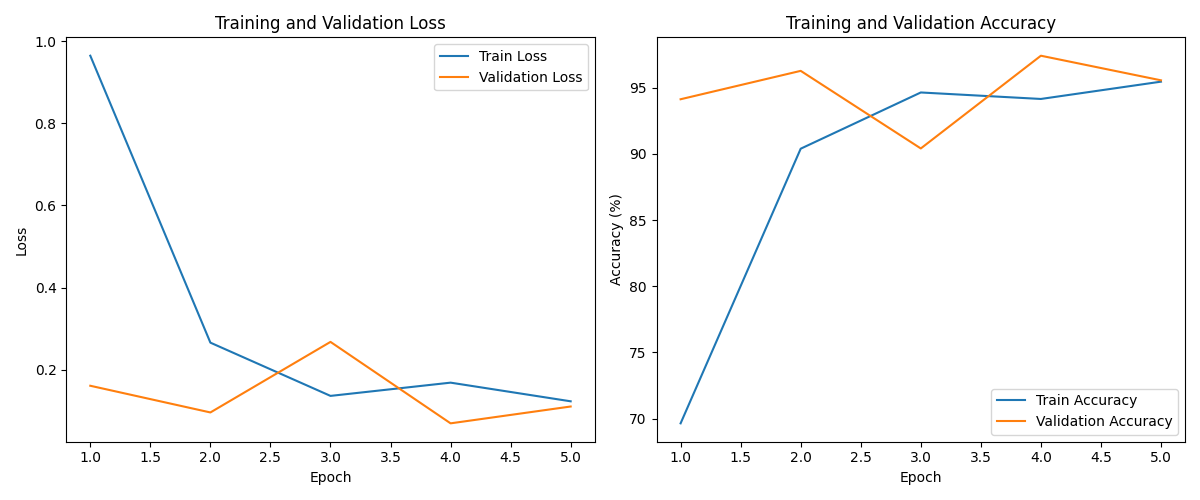 Training and Validation Loss
1.0
0.8
0.6
0.4
0.2
Loss
Train Loss
Validation Loss
1.0 1.5 2.0 2.5 3.0 3.5 4.0 4.5 5.0
Epoch
Training and Validation Accuracy
95
90
85
80
75
70
Accuracy (%)
Train Accuracy
Validation Accuracy
1.0 1.5 2.0 2.5 3.0 3.5 4.0 4.5 5.0
Epoch